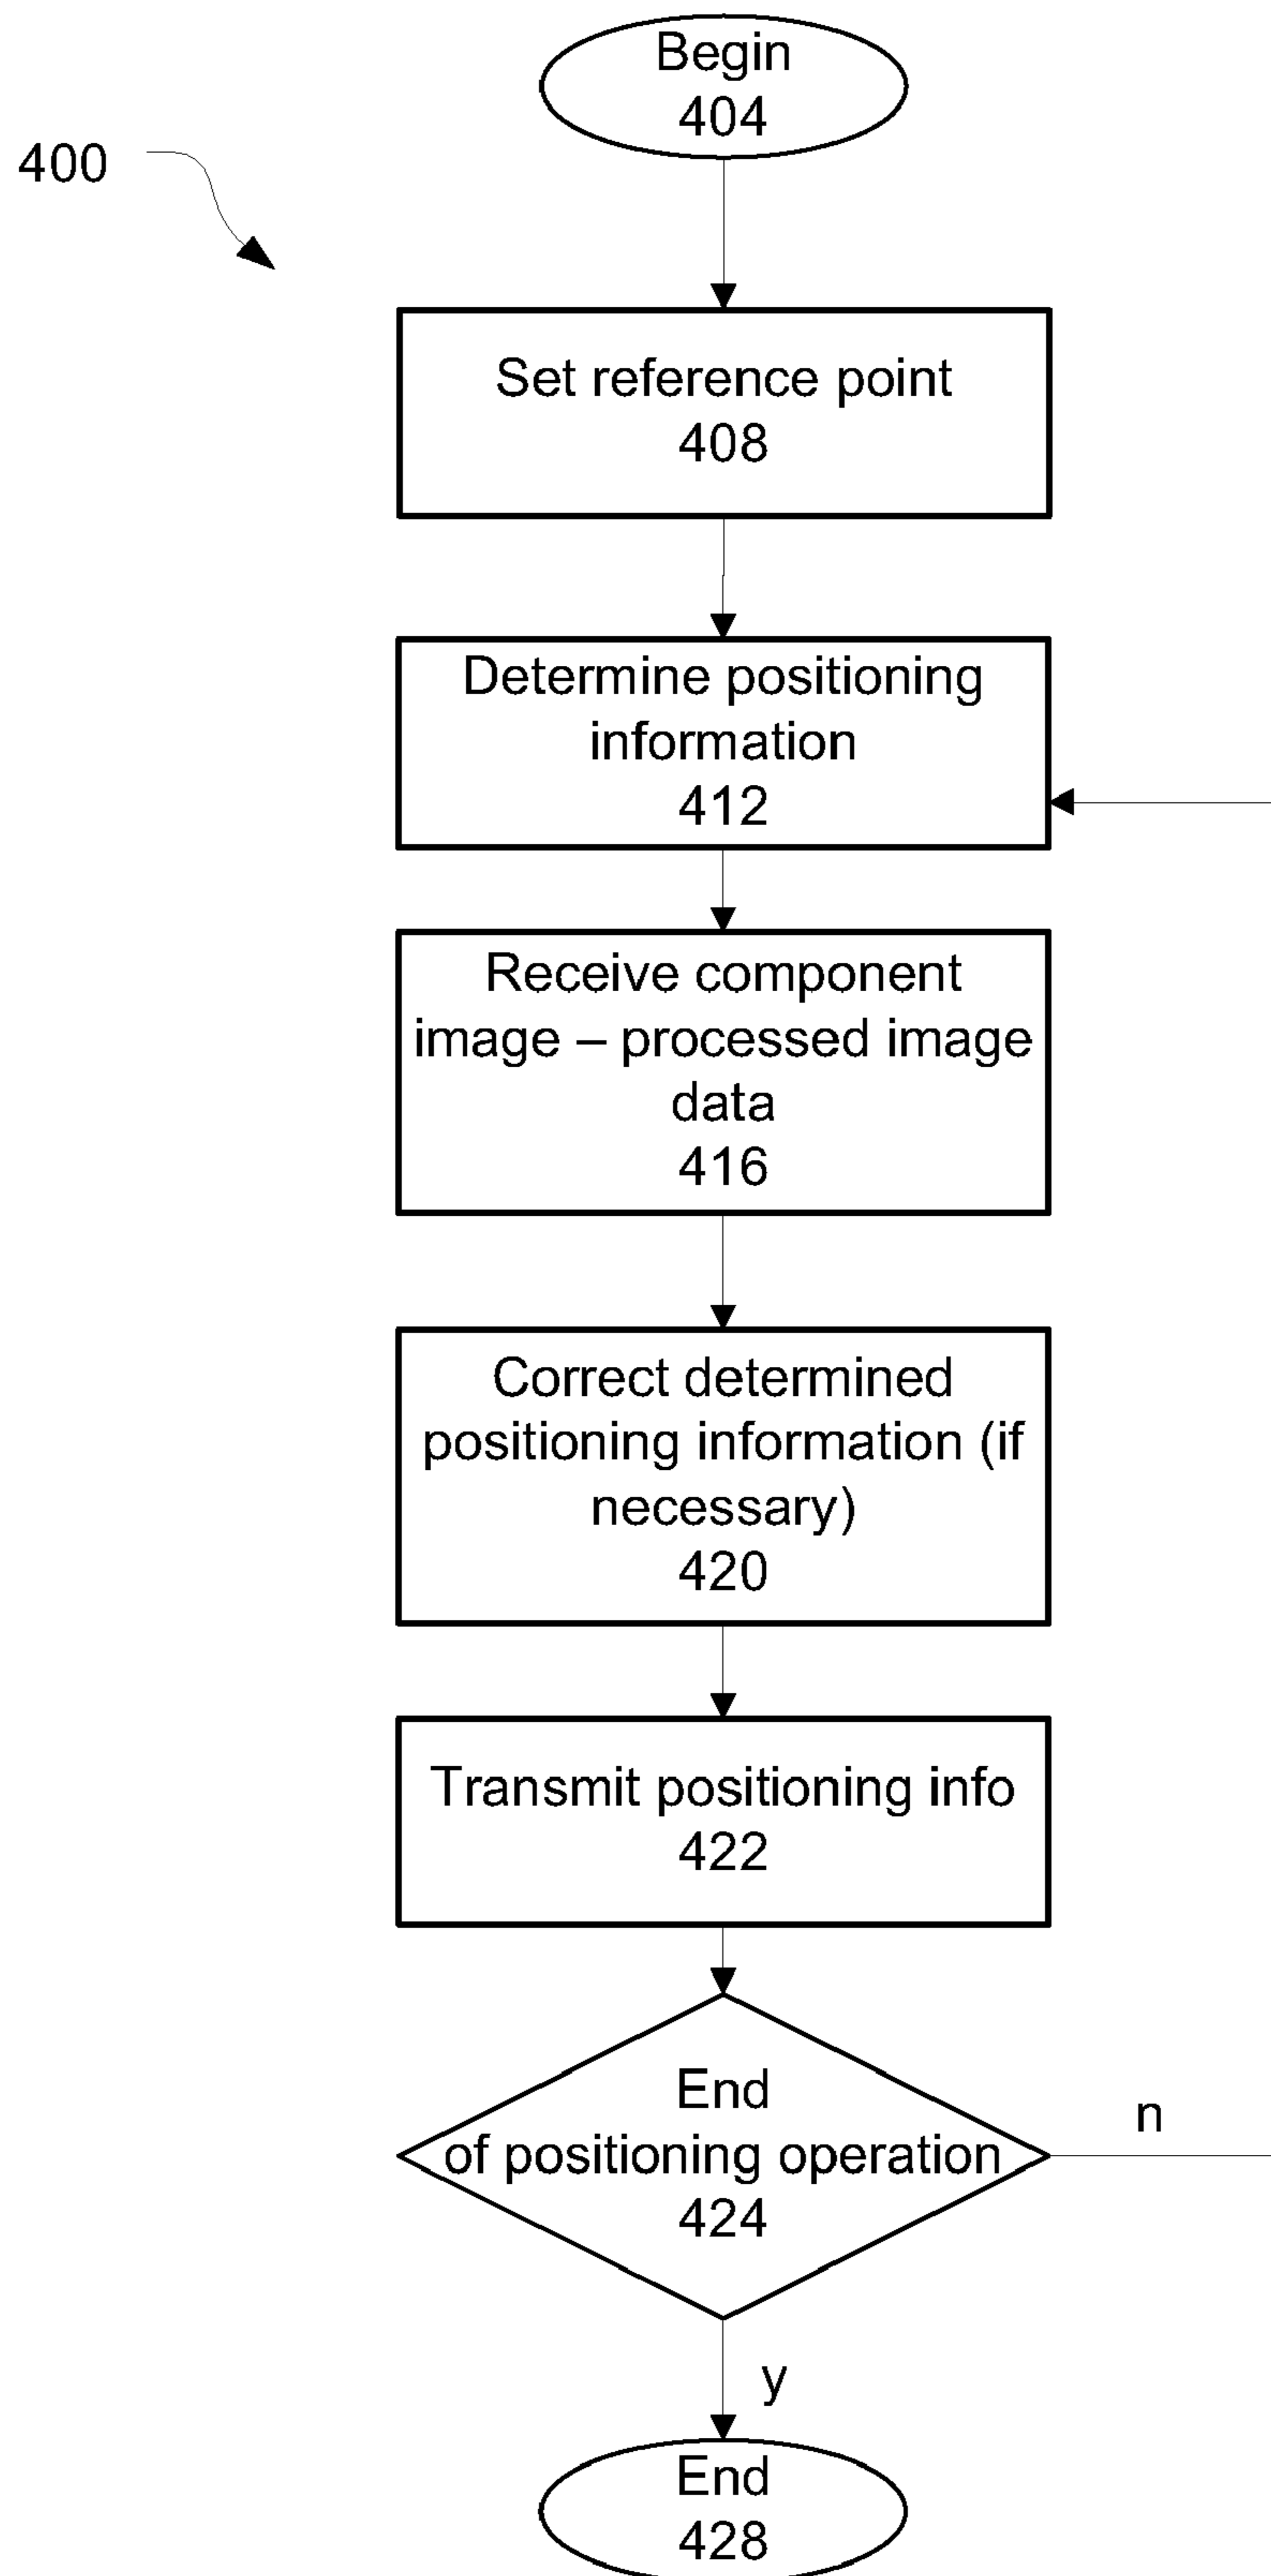 Begin
404
400
Set reference point
408
Determine positioning
information
412
Receive component
image – processed image
data
416
Correct determined
positioning information (if
necessary)
420
Transmit positioning info
422
End
of positioning operation
424
n
y
End
428